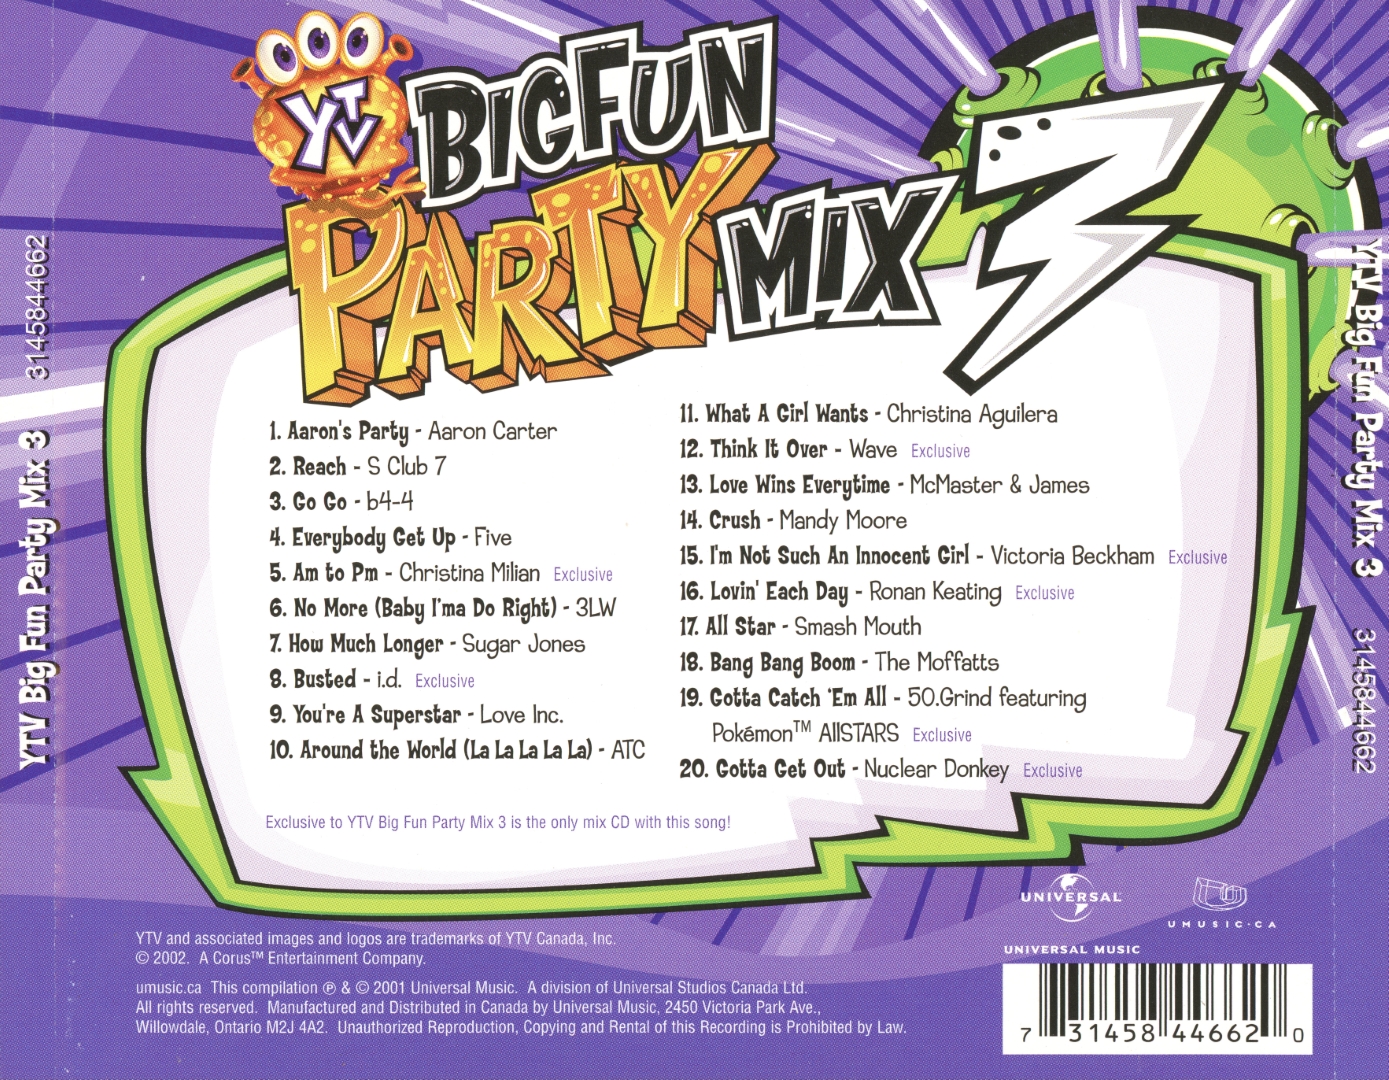 YTV
BIG FUN
PARTY MIX 3
YTV Big Fun Party Mix 3 314584462
YTV Big Fun Party Mix 3 314584462
1. Aaron's Party - Aaron Carter
2. Reach - S Club 7
3. Go Go - b4-4
4. Everybody Get Up - Five
5. Am to Pm - Christina Milian Exclusive
6. No More (Baby I'ma Do Right) - 3LW
7. How Much Longer - Sugar Jones
8. Busted - i.d. Exclusive
9. You're A Superstar - Love Inc.
10. Around the World (La La La La La) - ATC
11. What A Girl Wants - Christina Aguilera
12. Think It Over - Wave Exclusive
13. Love Wins Everytime - McMaster & James
14. Crush - Mandy Moore
15. I'm Not Such An Innocent Girl - Victoria Beckham Exclusive
16. Lovin' Each Day - Ronan Keating Exclusive
17. All Star - Smash Mouth
18. Bang Bang Boom - The Moffatts
19. Gotta Catch 'Em All - 50.Grind featuring
Pokémon™ AllSTARS Exclusive
20. Gotta Get Out - Nuclear Donkey Exclusive
Exclusive to YTV Big Fun Party Mix 3 is the only mix CD with this song!
YTV and associated images and logos are trademarks of YTV Canada, Inc.
© 2002. A Corus™ Entertainment Company.
umusic.ca This compilation ℗ & © 2001 Universal Music. A division of Universal Studios Canada Ltd.
All rights reserved. Manufactured and Distributed in Canada by Universal Music, 2450 Victoria Park Ave.,
Willowdale, Ontario M2J 4A2. Unauthorized Reproduction, Copying and Rental of this Recording is Prohibited by Law.
UNIVERSAL
UMUSIC.CA
UNIVERSAL MUSIC
7 31458 44662 0